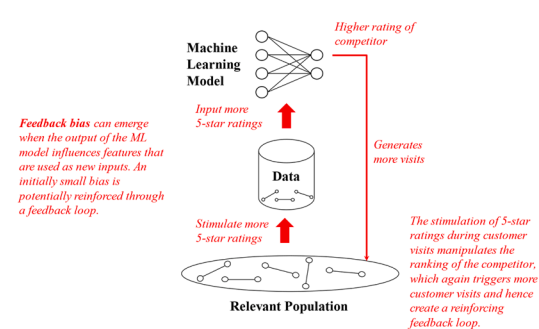 Higher rating of
competitor
Machine
Learning
Model
Input more
5-star ratings
Feedback bias can emerge
when the output of the ML
model influences features that
are used as new inputs. An
initially small bias is
potentially reinforced through
a feedback loop.
Generates
more visits
Data
Stimulate more
5-star ratings
The stimulation of 5-star
ratings during customer
visits manipulates the
ranking of the competitor,
which again triggers more
customer visits and hence
create a reinforcing
feedback loop.
Relevant Population